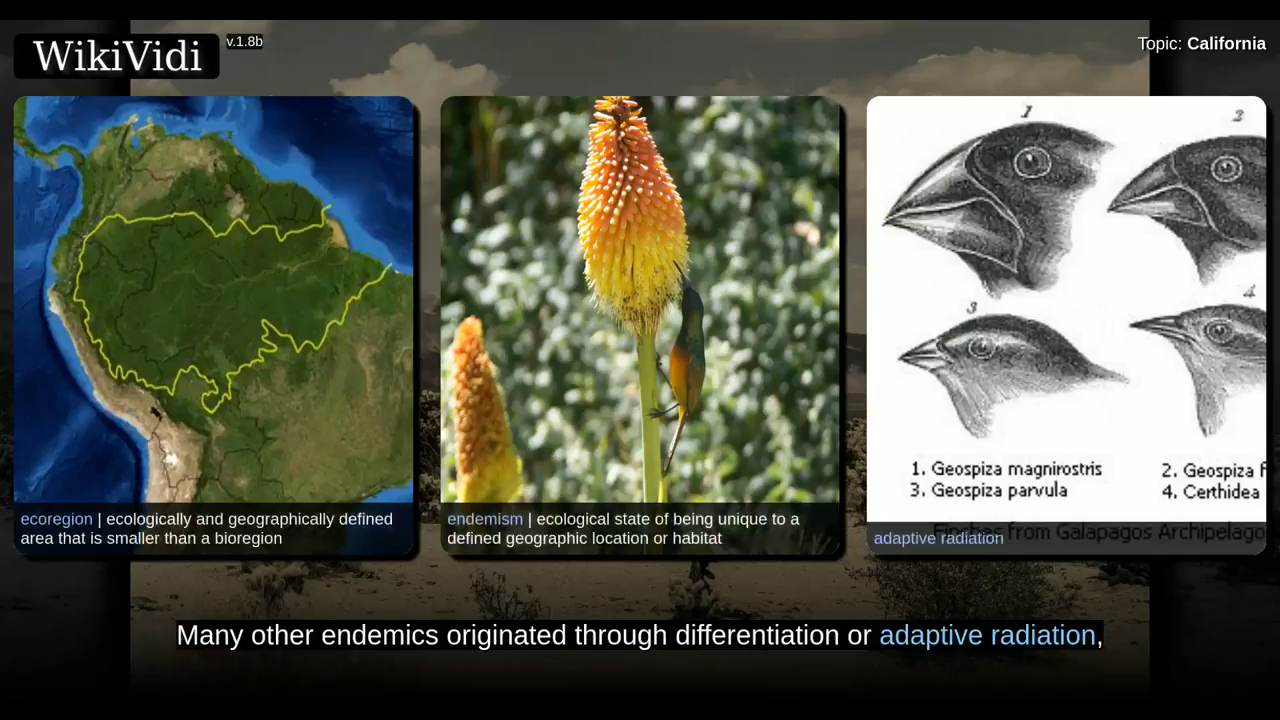 WikiVidi
v.1.8b
Topic: California
1
2
3
4
1. Geospiza magnirostris
2. Geospiza
3. Geospiza parvula
4. Certhidea
Finches from Galapagos Archipelago
ecoregion | ecologically and geographically defined
area that is smaller than a bioregion
endemism | ecological state of being unique to a
defined geographic location or habitat
adaptive radiation
Many other endemics originated through differentiation or adaptive radiation,